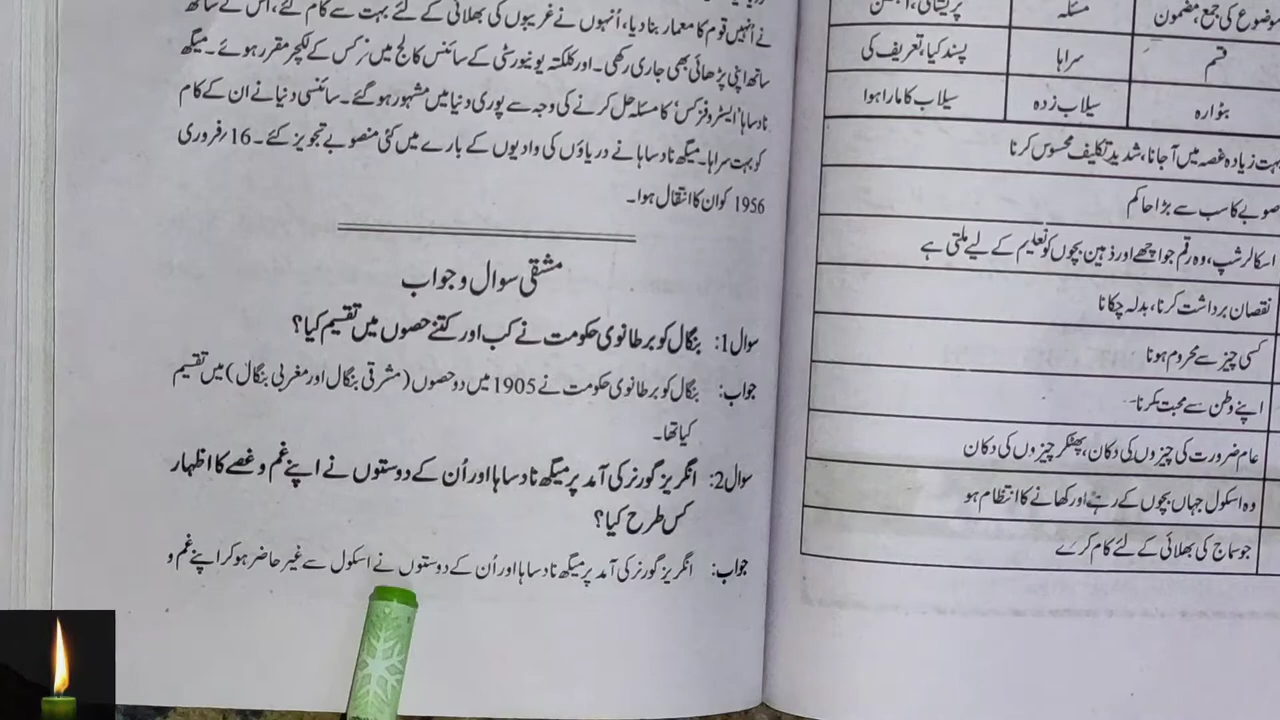 نے اُنہیں قوم کا معمار بنا دیا، اُنہوں نے غریبوں کی بھلائی کے لئے بہت سے کام کئے، اس کے ساتھ
ساتھ اپنی پڑھائی بھی جاری رکھی۔ اور کلکتہ یونیورسٹی کے سائنس کالج میں فزکس کے لکچرر مقرر ہوئے۔ میگھ
ناد ساہا 'ایسٹروفزکس' کا مسئلہ حل کرنے کی وجہ سے پوری دنیا میں مشہور ہو گئے۔ سائنسی دنیا نے ان کے کام
کو بہت سراہا۔ میگھ ناد ساہا نے دریاؤں کی وادیوں کے بارے میں کئی منصوبے تجویز کئے۔ 16/فروری
1956 کو ان کا انتقال ہوا۔
مشقی سوال و جواب
سوال 1: بنگال کو برطانوی حکومت نے کب اور کتنے حصوں میں تقسیم کیا؟
جواب: بنگال کو برطانوی حکومت نے 1905 میں دو حصوں (مشرقی بنگال اور مغربی بنگال) میں تقسیم
کیا تھا۔
سوال 2: انگریز گورنر کی آمد پر میگھ ناد ساہا اور اُن کے دوستوں نے اپنے غم و غصے کا اظہار
کس طرح کیا؟
جواب: انگریز گورنر کی آمد پر میگھ ناد ساہا اور اُن کے دوستوں نے اسکول سے غیر حاضر ہو کر اپنے غم و
موضوع کی جمع، مضمون مسئلہ پریشانی، الجھن
قسم سراہا پسند کیا، تعریف کی
بٹوارہ سیلاب زدہ سیلاب کا مارا ہوا
بہت زیادہ غصہ میں آجانا، شدید تکلیف محسوس کرنا
صوبے کا سب سے بڑا حاکم
اسکالرشپ، وہ رقم جو اچھے اور ذہین بچوں کو تعلیم کے لیے ملتی ہے
نقصان برداشت کرنا، بدلہ چکانا
کسی چیز سے محروم ہونا
اپنے وطن سے محبت کرنا۔
عام ضرورت کی چیزوں کی دکان، پھٹکر چیزوں کی دکان
وہ اسکول جہاں بچوں کے رہنے اور کھانے کا انتظام ہو
جو سماج کی بھلائی کے لئے کام کرے